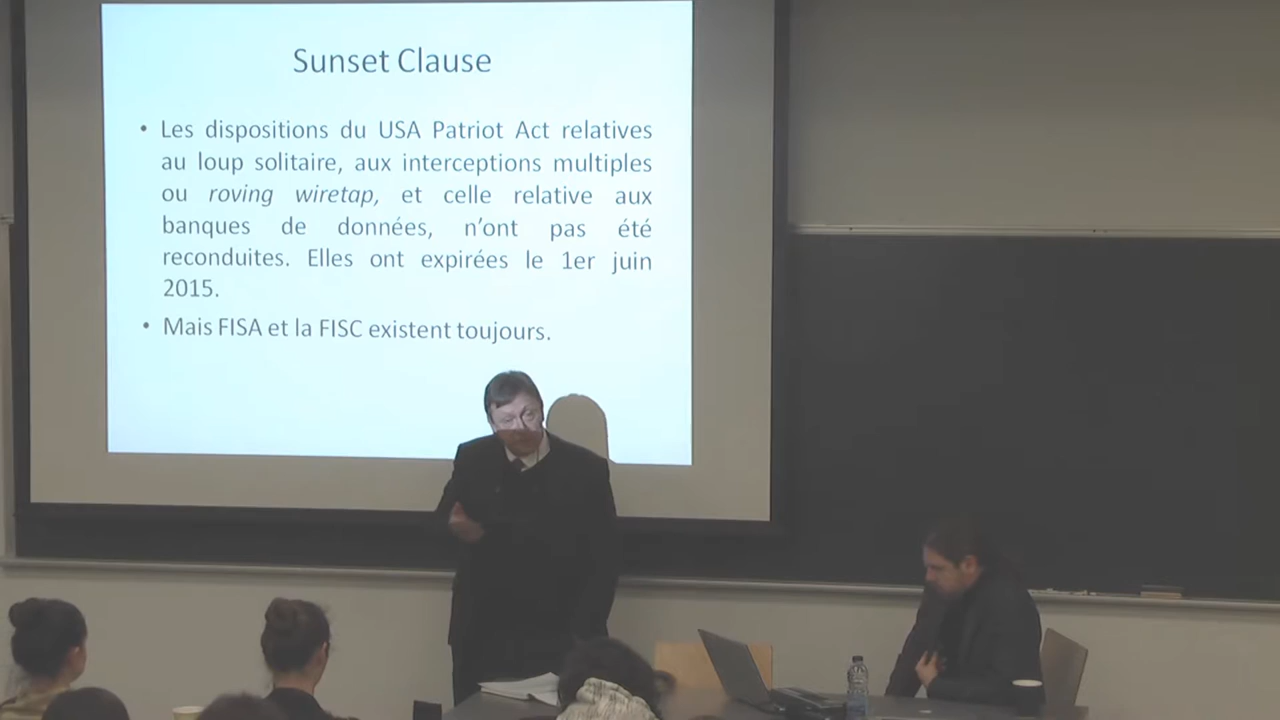 Sunset Clause
• Les dispositions du USA Patriot Act relatives
au loup solitaire, aux interceptions multiples
ou roving wiretap, et celle relative aux
banques de données, n’ont pas été
reconduites. Elles ont expirées le 1er juin
2015.
• Mais FISA et la FISC existent toujours.